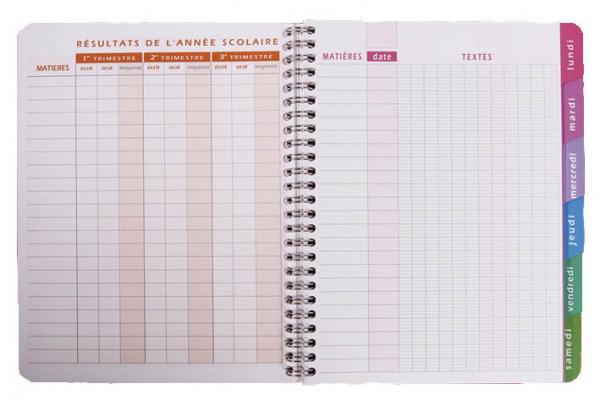 RÉSULTATS DE L'ANNÉE SCOLAIRE
1er TRIMESTRE 2e TRIMESTRE 3e TRIMESTRE
MATIERES écrit oral moyenne écrit oral moyenne écrit oral moyenne
MATIÈRES date TEXTES
lundi
mardi
mercredi
jeudi
vendredi
samedi